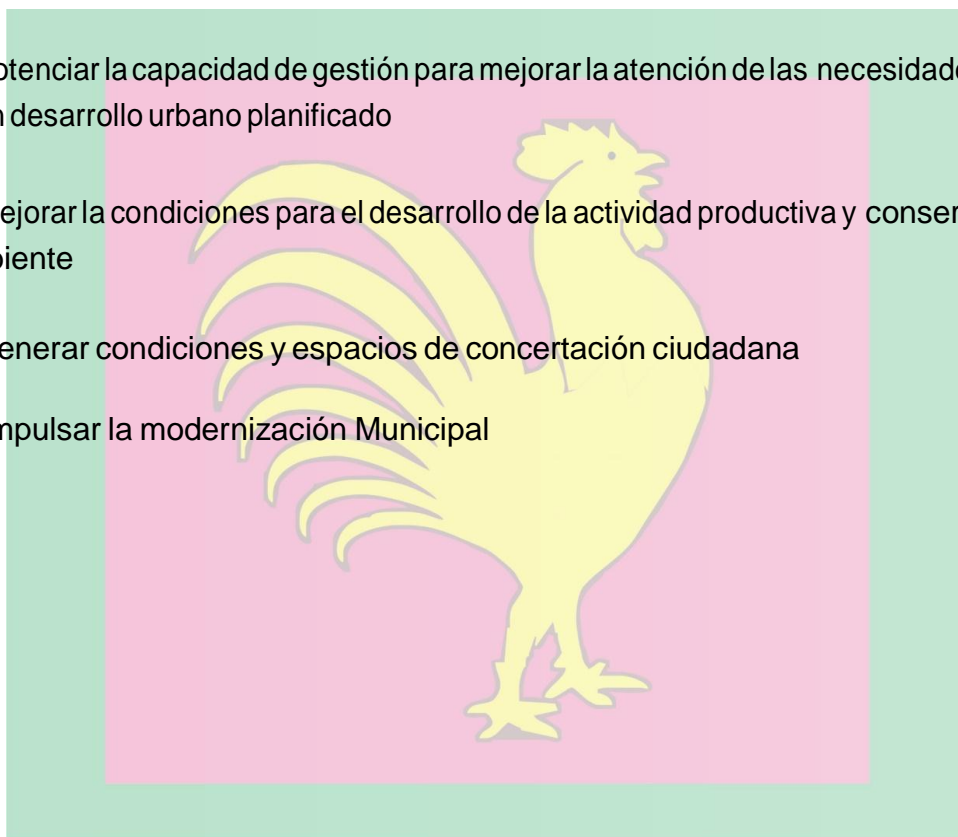 otenciar la capacidad de gestión para mejorar la atención de las necesidade
n desarrollo urbano planificado
ejorar la condiciones para el desarrollo de la actividad productiva y conser
biente
enerar condiciones y espacios de concertación ciudadana
mpulsar la modernización Municipal